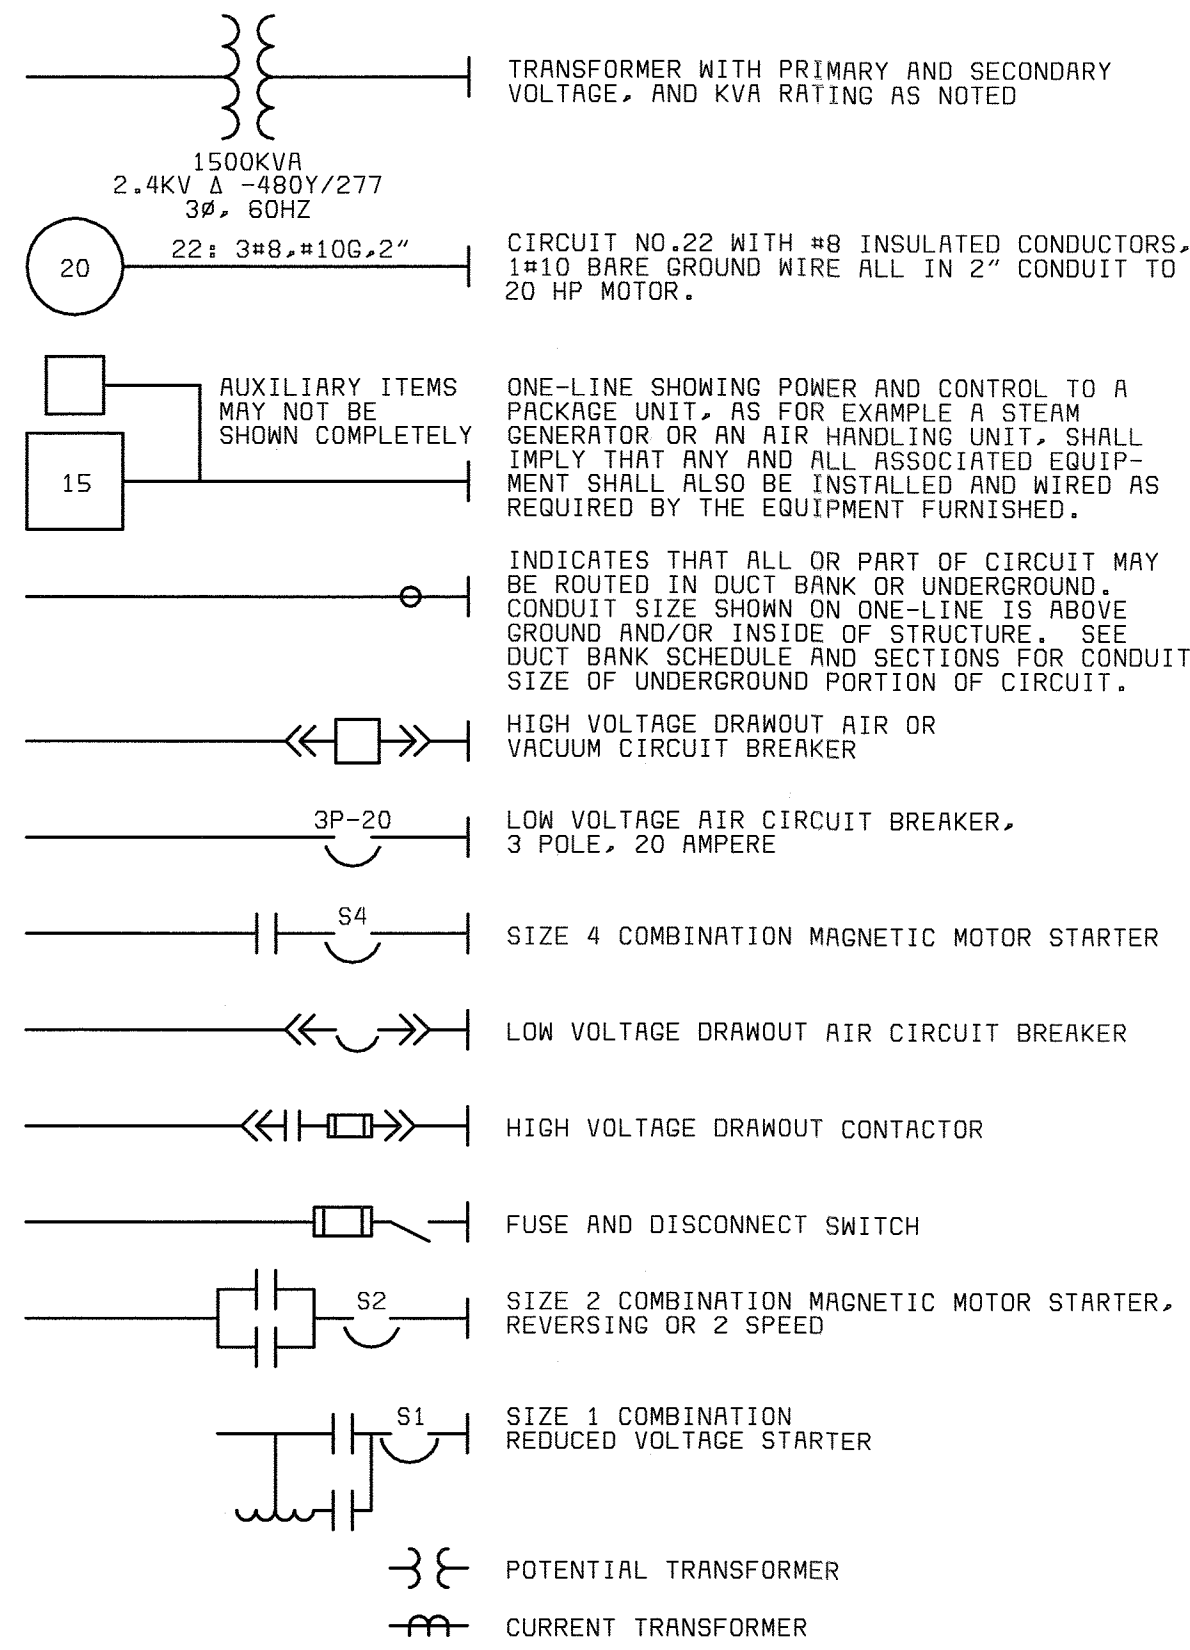 TRANSFORMER WITH PRIMARY AND SECONDARY
VOLTAGE, AND KVA RATING AS NOTED
1500KVA
2.4KV Δ -480Y/277
3Ø, 60HZ
20
22: 3#8,#10G,2"
CIRCUIT NO.22 WITH #8 INSULATED CONDUCTORS,
1#10 BARE GROUND WIRE ALL IN 2" CONDUIT TO
20 HP MOTOR.
AUXILIARY ITEMS
MAY NOT BE
SHOWN COMPLETELY
15
ONE-LINE SHOWING POWER AND CONTROL TO A
PACKAGE UNIT, AS FOR EXAMPLE A STEAM
GENERATOR OR AN AIR HANDLING UNIT, SHALL
IMPLY THAT ANY AND ALL ASSOCIATED EQUIP-
MENT SHALL ALSO BE INSTALLED AND WIRED AS
REQUIRED BY THE EQUIPMENT FURNISHED.
INDICATES THAT ALL OR PART OF CIRCUIT MAY
BE ROUTED IN DUCT BANK OR UNDERGROUND.
CONDUIT SIZE SHOWN ON ONE-LINE IS ABOVE
GROUND AND/OR INSIDE OF STRUCTURE. SEE
DUCT BANK SCHEDULE AND SECTIONS FOR CONDUIT
SIZE OF UNDERGROUND PORTION OF CIRCUIT.
HIGH VOLTAGE DRAWOUT AIR OR
VACUUM CIRCUIT BREAKER
3P-20
LOW VOLTAGE AIR CIRCUIT BREAKER,
3 POLE, 20 AMPERE
S4
SIZE 4 COMBINATION MAGNETIC MOTOR STARTER
LOW VOLTAGE DRAWOUT AIR CIRCUIT BREAKER
HIGH VOLTAGE DRAWOUT CONTACTOR
FUSE AND DISCONNECT SWITCH
S2
SIZE 2 COMBINATION MAGNETIC MOTOR STARTER,
REVERSING OR 2 SPEED
S1
SIZE 1 COMBINATION
REDUCED VOLTAGE STARTER
POTENTIAL TRANSFORMER
CURRENT TRANSFORMER